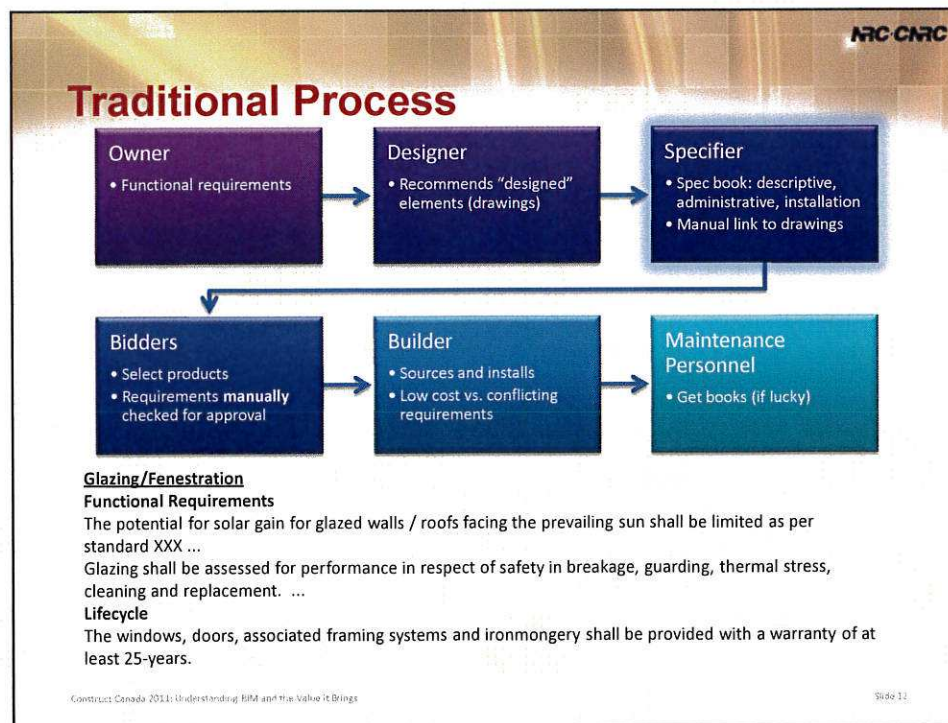 NRC·CNRC
Traditional Process
Owner
• Functional requirements
Designer
• Recommends “designed”
elements (drawings)
Specifier
• Spec book: descriptive,
administrative, installation
• Manual link to drawings
Bidders
• Select products
• Requirements manually
checked for approval
Builder
• Sources and installs
• Low cost vs. conflicting
requirements
Maintenance
Personnel
• Get books (if lucky)
Glazing/Fenestration
Functional Requirements
The potential for solar gain for glazed walls / roofs facing the prevailing sun shall be limited as per
standard XXX ...
Glazing shall be assessed for performance in respect of safety in breakage, guarding, thermal stress,
cleaning and replacement. ...
Lifecycle
The windows, doors, associated framing systems and ironmongery shall be provided with a warranty of at
least 25-years.
Construct Canada 2011: Understanding BIM and the Value it Brings
Slide